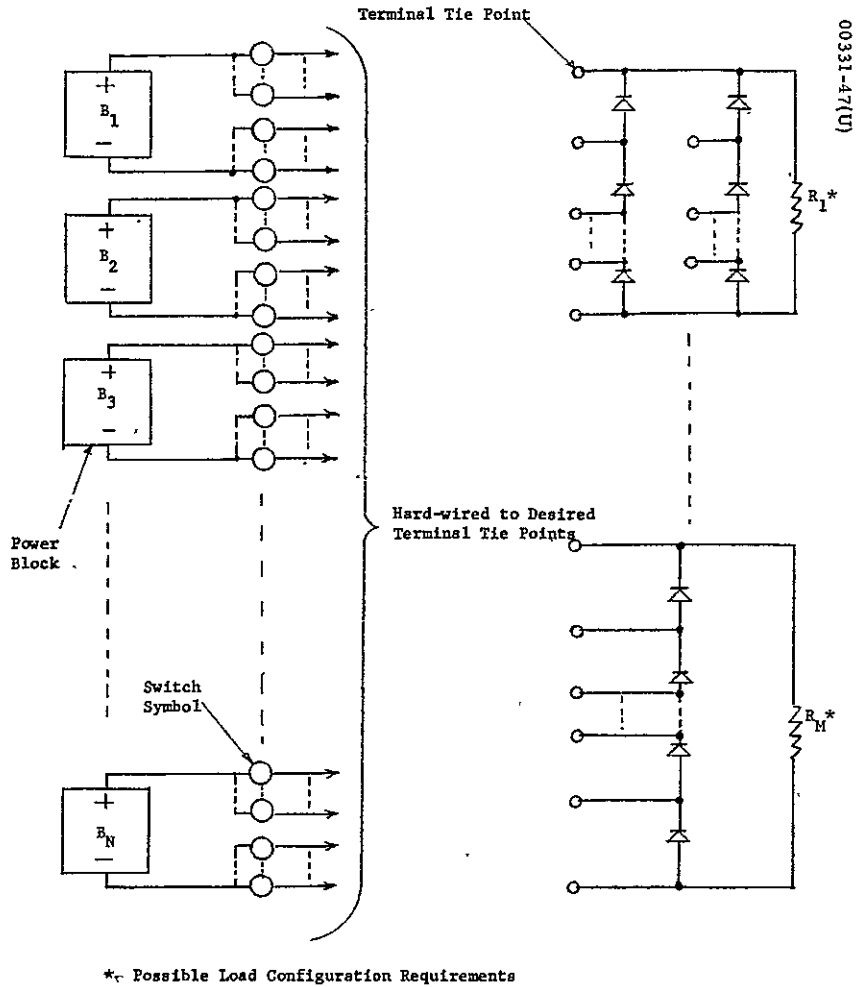 Terminal Tie Point
00331-47(U)
+
B1
−
+
B2
−
+
B3
−
R1*
Hard-wired to Desired
Terminal Tie Points
Power
Block
Switch
Symbol
+
BN
−
RM*
* Possible Load Configuration Requirements